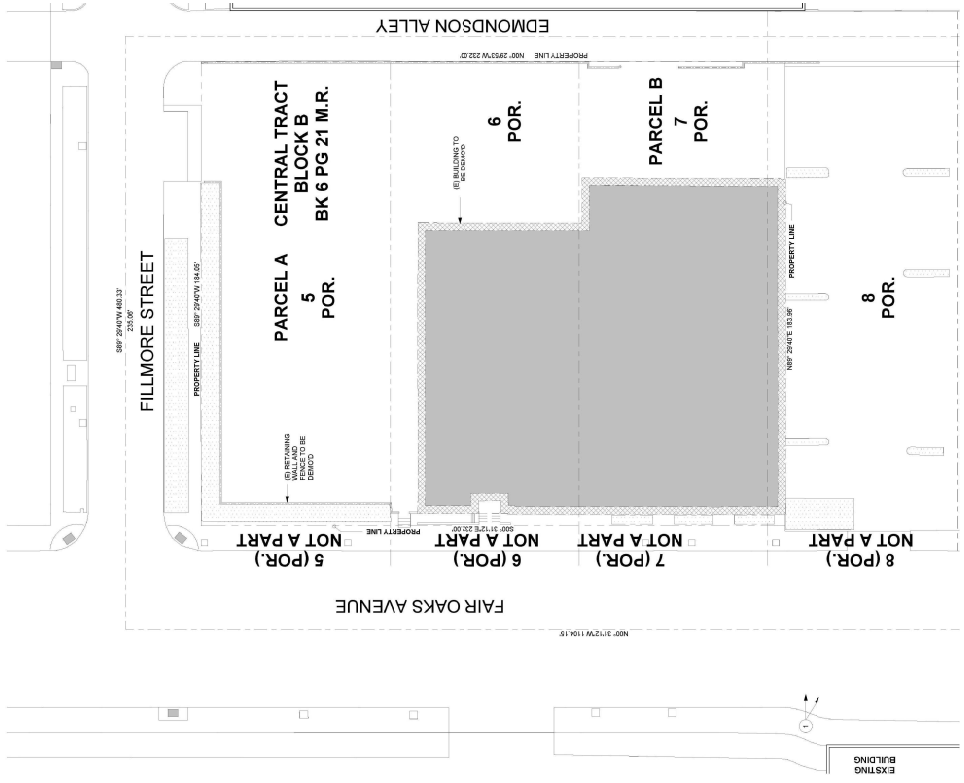 EDMONDSON ALLEY
PROPERTY LINE N00° 29'53"W 232.0'
CENTRAL TRACT
BLOCK B
BK 6 PG 21 M.R.
6
POR.
PARCEL B
7
POR.
(E) BUILDING TO
BE DEMO'D
S89° 29'40"W 480.33'
235.06'
FILLMORE STREET
PROPERTY LINE S89° 29'40"W 184.05'
PARCEL A
5
POR.
PROPERTY LINE
N89° 29'40"E 183.96'
8
POR.
(E) RETAINING
WALL AND
FENCE TO BE
DEMO'D
PROPERTY LINE
S00° 31'12"E
5 (POR.)
NOT A PART
6 (POR.)
NOT A PART
7 (POR.)
NOT A PART
8 (POR.)
NOT A PART
FAIR OAKS AVENUE
N00° 31'12"W 1104.15'
1
EXISTING
BUILDING